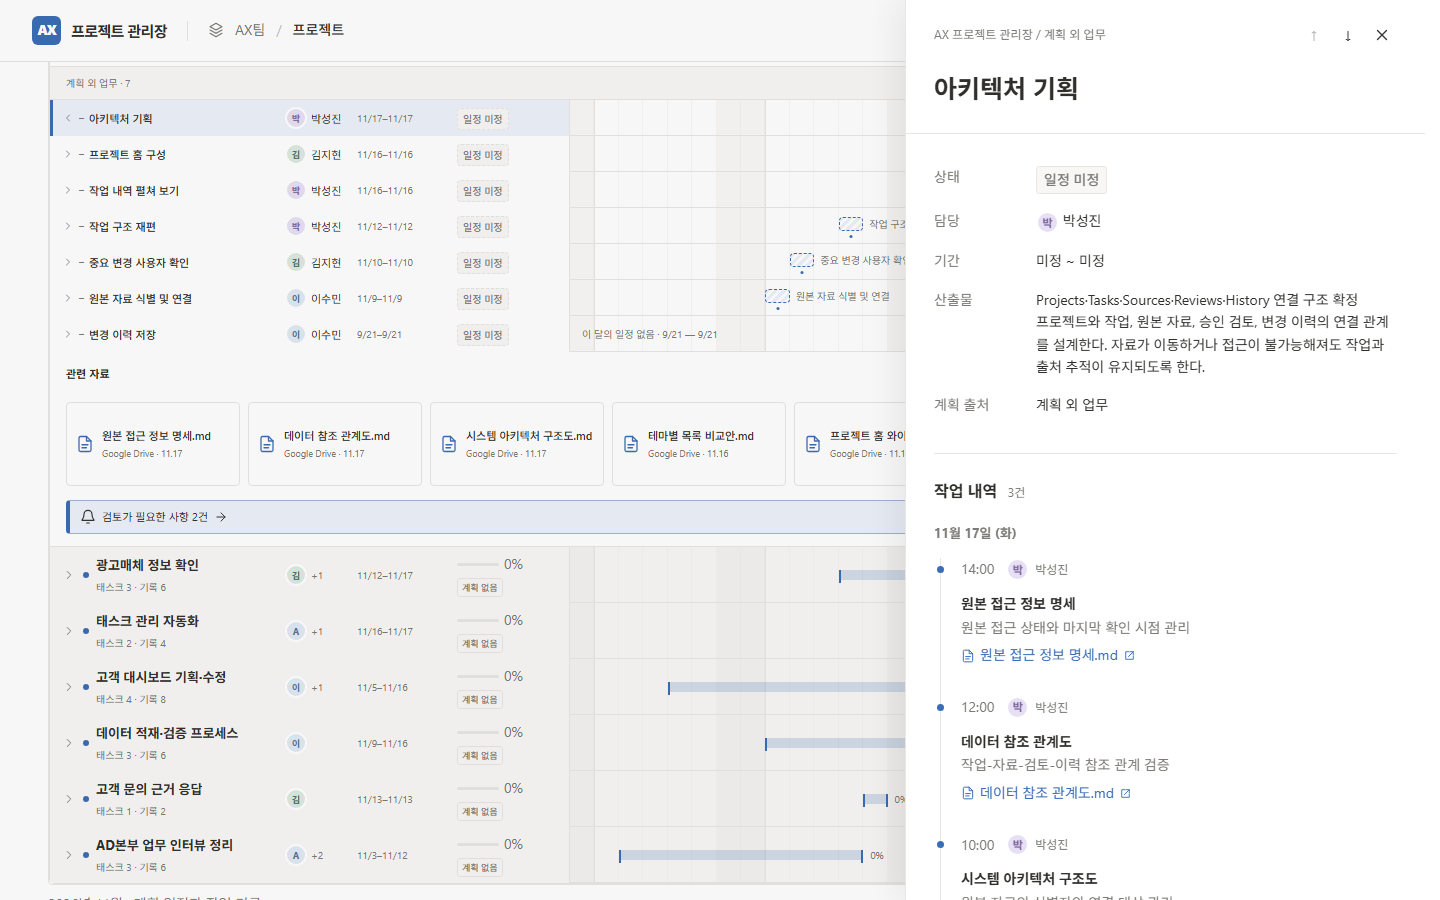 AX 프로젝트 관리장 AX팀 / 프로젝트
계획 외 업무 · 7
아키텍처 기획 박 박성진 11/17–11/17 일정 미정
프로젝트 홈 구성 김 김지현 11/16–11/16 일정 미정
작업 내역 펼쳐 보기 박 박성진 11/16–11/16 일정 미정
작업 구조 재편 박 박성진 11/12–11/12 일정 미정 작업 구조
중요 변경 사용자 확인 김 김지현 11/10–11/10 일정 미정 중요 변경 사용자 확인
원본 자료 식별 및 연결 이 이수민 11/9–11/9 일정 미정 원본 자료 식별 및 연결
변경 이력 저장 이 이수민 9/21–9/21 일정 미정 이 달의 일정 없음 · 9/21 — 9/21
관련 자료
원본 접근 정보 명세.md
Google Drive · 11.17
데이터 참조 관계도.md
Google Drive · 11.17
시스템 아키텍처 구조도.md
Google Drive · 11.17
테마별 목록 비교안.md
Google Drive · 11.16
프로젝트 홈 와이
Google Drive · 11.1
검토가 필요한 사항 2건 →
광고매체 정보 확인 김 +1 11/12–11/17 0%
태스크 3 · 기록 6 계획 없음
태스크 관리 자동화 A +1 11/16–11/17 0%
태스크 2 · 기록 4 계획 없음
고객 대시보드 기획·수정 이 +1 11/5–11/16 0%
태스크 4 · 기록 8 계획 없음
데이터 적재·검증 프로세스 이 11/9–11/16 0%
태스크 3 · 기록 6 계획 없음
고객 문의 근거 응답 김 11/13–11/13 0% 0%
태스크 1 · 기록 2 계획 없음
AD본부 업무 인터뷰 정리 A +2 11/3–11/12 0% 0%
태스크 3 · 기록 6 계획 없음
AX 프로젝트 관리장 / 계획 외 업무 ↑ ↓
아키텍처 기획
상태 일정 미정
담당 박 박성진
기간 미정 ~ 미정
산출물 Projects·Tasks·Sources·Reviews·History 연결 구조 확정
프로젝트와 작업, 원본 자료, 승인 검토, 변경 이력의 연결 관계
를 설계한다. 자료가 이동하거나 접근이 불가능해져도 작업과
출처 추적이 유지되도록 한다.
계획 출처 계획 외 업무
작업 내역 3건
11월 17일 (화)
14:00 박 박성진
원본 접근 정보 명세
원본 접근 상태와 마지막 확인 시점 관리
원본 접근 정보 명세.md
12:00 박 박성진
데이터 참조 관계도
작업-자료-검토-이력 참조 관계 검증
데이터 참조 관계도.md
10:00 박 박성진
시스템 아키텍처 구조도